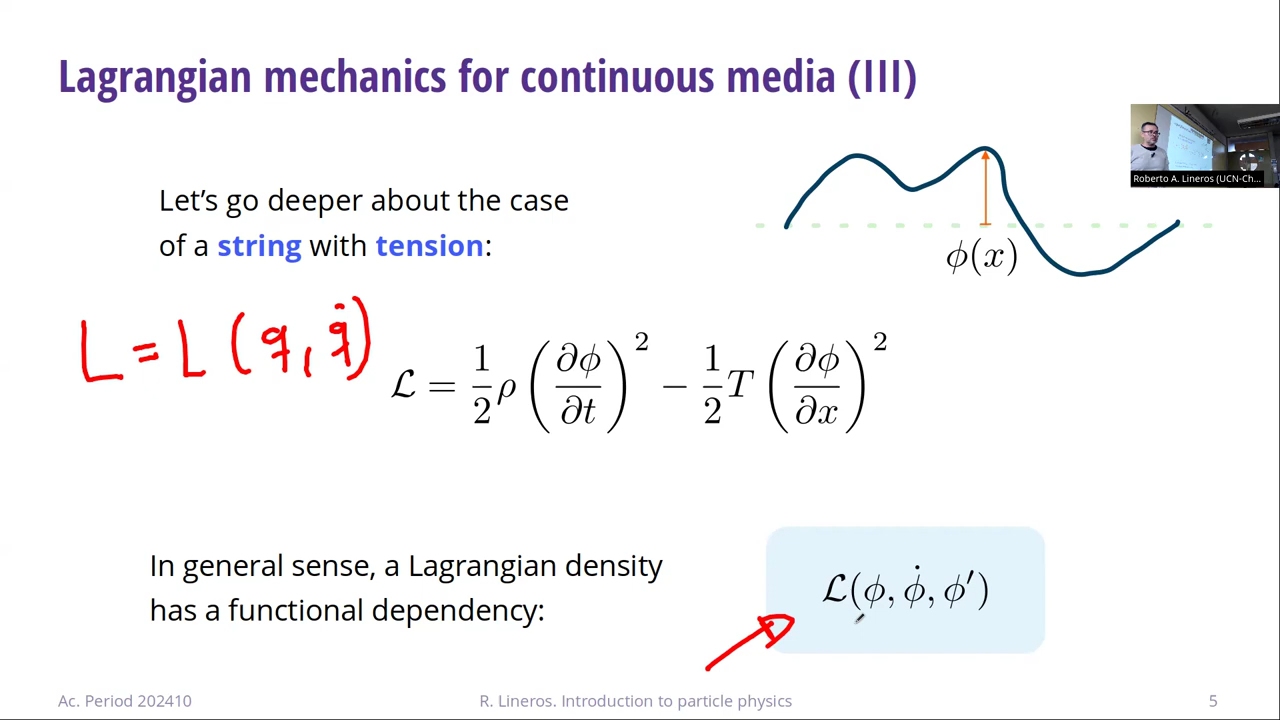 Lagrangian mechanics for continuous media (III)
Roberto A. Lineros (UCN-Ch...
Let's go deeper about the case
of a string with tension:
ϕ(x)
L = L (q, q̇)
ℒ = 1/2 ρ (∂ϕ/∂t)² − 1/2 T (∂ϕ/∂x)²
In general sense, a Lagrangian density
has a functional dependency:
ℒ(ϕ, ϕ̇, ϕ′)
Ac. Period 202410
R. Lineros. Introduction to particle physics
5